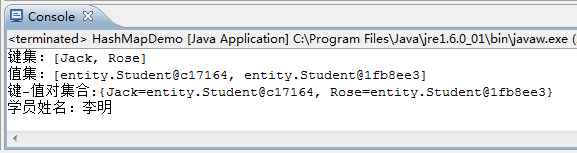 Console
<terminated> HashMapDemo [Java Application] C:\Program Files\Java\jre1.6.0_01\bin\javaw.exe (
键集：[Jack, Rose]
值集：[entity.Student@c17164, entity.Student@1fb8ee3]
键-值对集合:{Jack=entity.Student@c17164, Rose=entity.Student@1fb8ee3}
学员姓名：李明